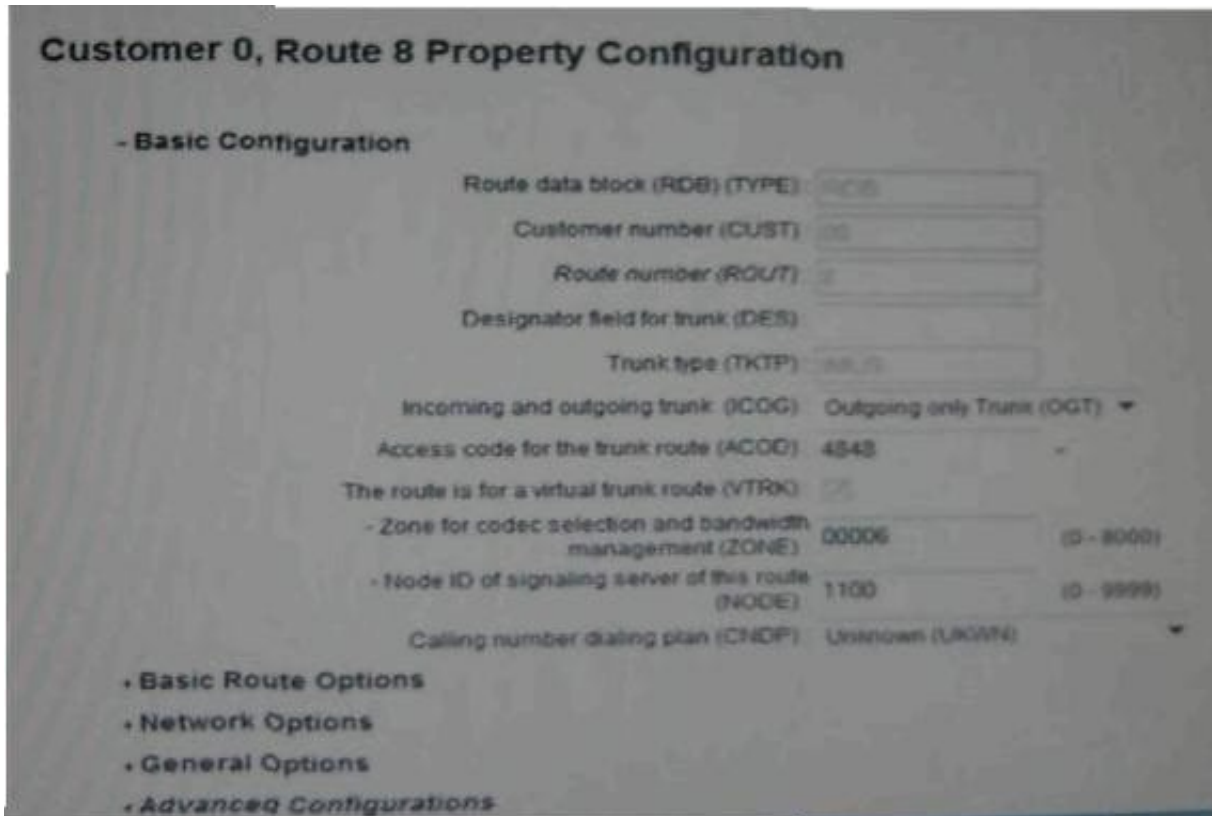 Customer 0, Route 8 Property Configuration
- Basic Configuration
Route data block (RDB) (TYPE) RDB
Customer number (CUST) 00
Route number (ROUT)
Designator field for trunk (DES)
Trunk type (TKTP)
Incoming and outgoing trunk (ICOG) Outgoing only Trunk (OGT)
Access code for the trunk route (ACOD) 4848
The route is for a virtual trunk route (VTRK)
- Zone for codec selection and bandwidth
management (ZONE) 00006 (0 - 8000)
- Node ID of signaling server of this route
(NODE) 1100 (0 - 9999)
Calling number dialing plan (CNDP) Unknown (UKWN)
+ Basic Route Options
+ Network Options
+ General Options
+ Advanced Configurations